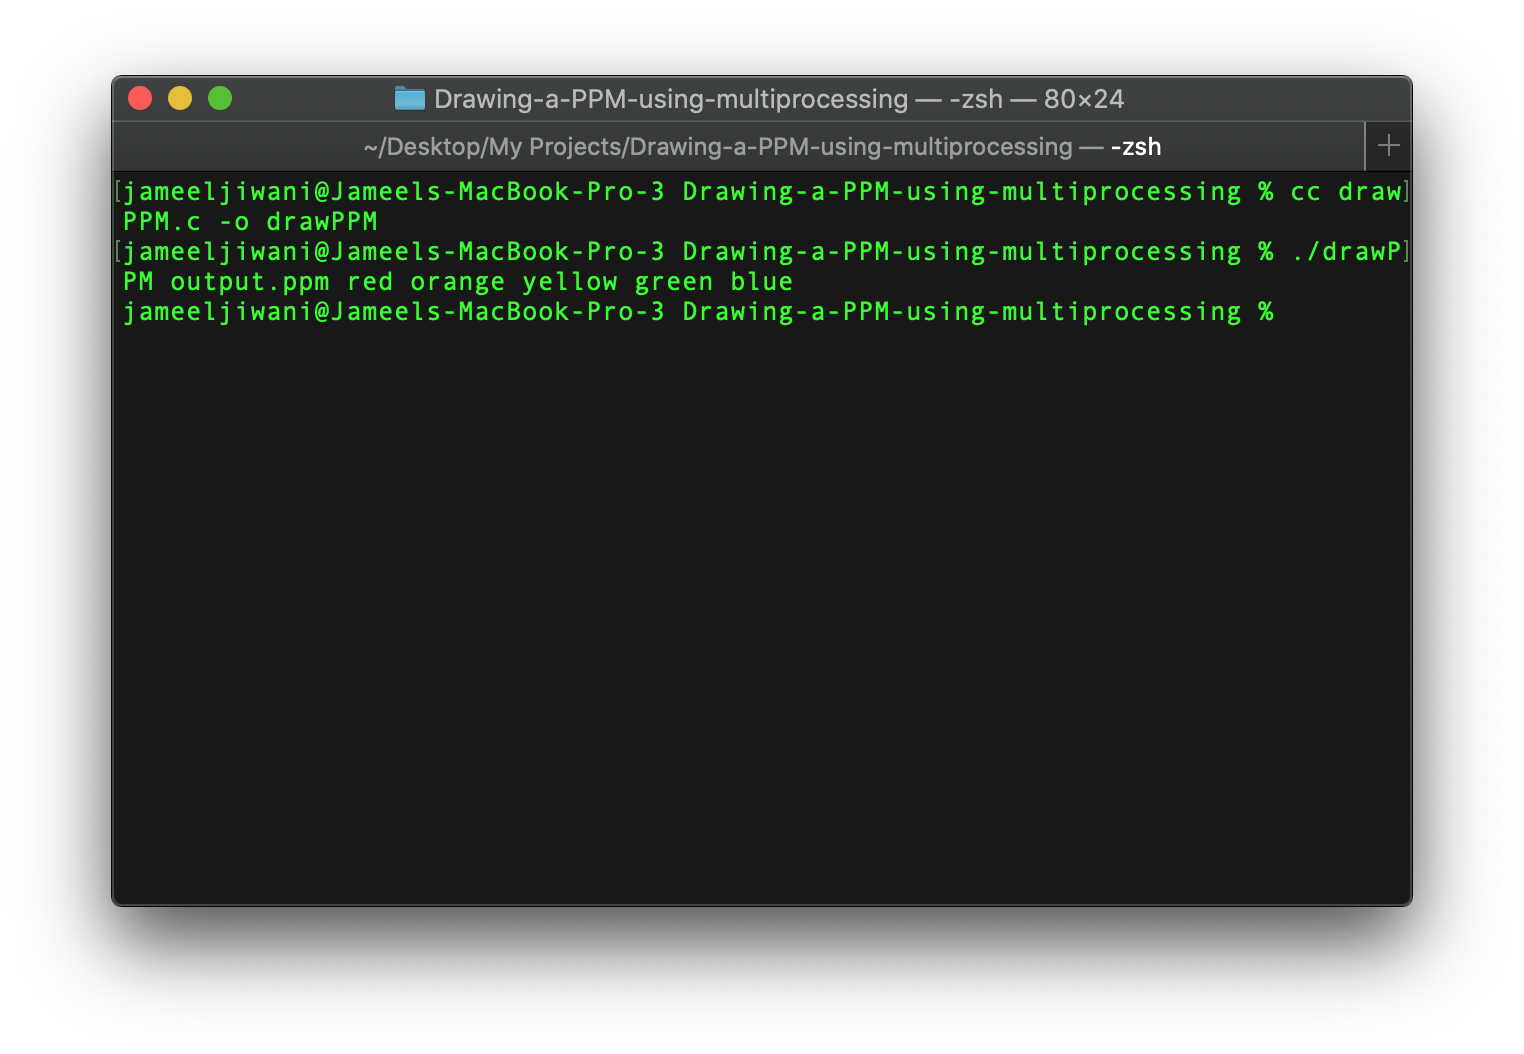 Drawing-a-PPM-using-multiprocessing — -zsh — 80×24
~/Desktop/My Projects/Drawing-a-PPM-using-multiprocessing — -zsh
[jameeljiwani@Jameels-MacBook-Pro-3 Drawing-a-PPM-using-multiprocessing % cc draw]
PPM.c -o drawPPM
[jameeljiwani@Jameels-MacBook-Pro-3 Drawing-a-PPM-using-multiprocessing % ./drawP]
PM output.ppm red orange yellow green blue
jameeljiwani@Jameels-MacBook-Pro-3 Drawing-a-PPM-using-multiprocessing %